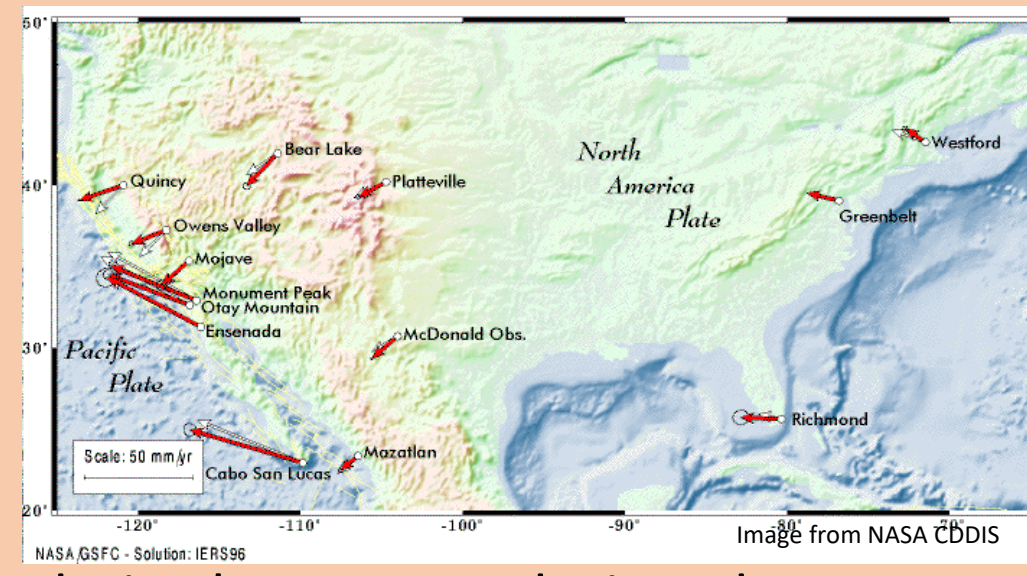 50°
Bear Lake
North
Westford
Quincy
40°
Platteville
America
Plate
Greenbelt
Owens Valley
Mojave
Monument Peak
Otay Mountain
Ensenada
McDonald Obs.
30°
Pacific
Plate
Richmond
Scale: 50 mm/yr
Mazatlan
Cabo San Lucas
20°
-120° -110° -100° -90° -80° -70°
Image from NASA CDDIS
NASA/GSFC - Solution: IERS96